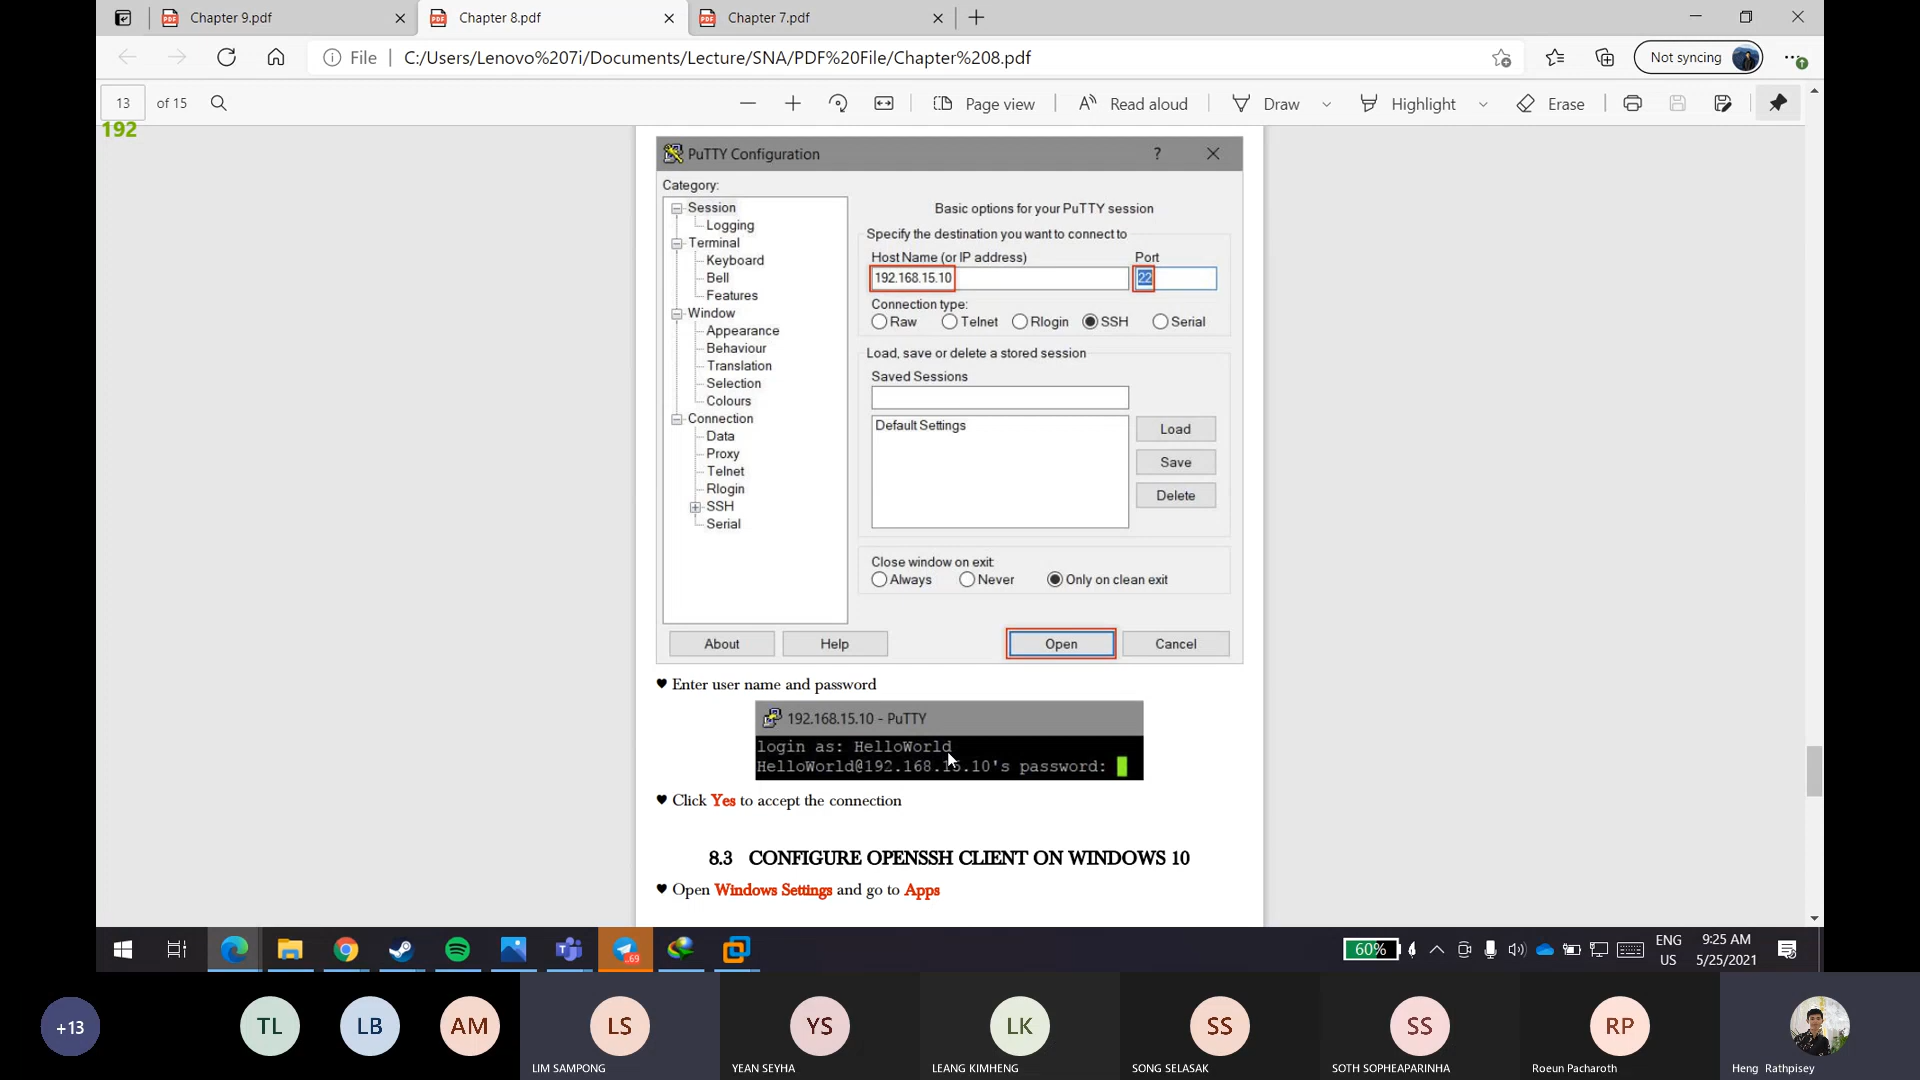 Chapter 9.pdf
Chapter 8.pdf
Chapter 7.pdf
File
C:/Users/Lenovo%207i/Documents/Lecture/SNA/PDF%20File/Chapter%208.pdf
Not syncing
13 of 15
Page view
Read aloud
Draw
Highlight
Erase
192
PuTTY Configuration
?
Category:
Session
Logging
Terminal
Keyboard
Bell
Features
Window
Appearance
Behaviour
Translation
Selection
Colours
Connection
Data
Proxy
Telnet
Rlogin
SSH
Serial
Basic options for your PuTTY session
Specify the destination you want to connect to
Host Name (or IP address) Port
192.168.15.10 22
Connection type:
Raw Telnet Rlogin SSH Serial
Load, save or delete a stored session
Saved Sessions
Default Settings
Load
Save
Delete
Close window on exit:
Always Never Only on clean exit
About Help Open Cancel
♥ Enter user name and password
192.168.15.10 - PuTTY
login as: HelloWorld
HelloWorld@192.168.15.10's password:
♥ Click Yes to accept the connection
8.3 CONFIGURE OPENSSH CLIENT ON WINDOWS 10
♥ Open Windows Settings and go to Apps
60%
ENG
US
9:25 AM
5/25/2021
+13
TL
LB
AM
LS
LIM SAMPONG
YS
YEAN SEYHA
LK
LEANG KIMHENG
SS
SONG SELASAK
SS
SOTH SOPHEAPARINHA
RP
Roeun Pacharoth
Heng Rathpisey